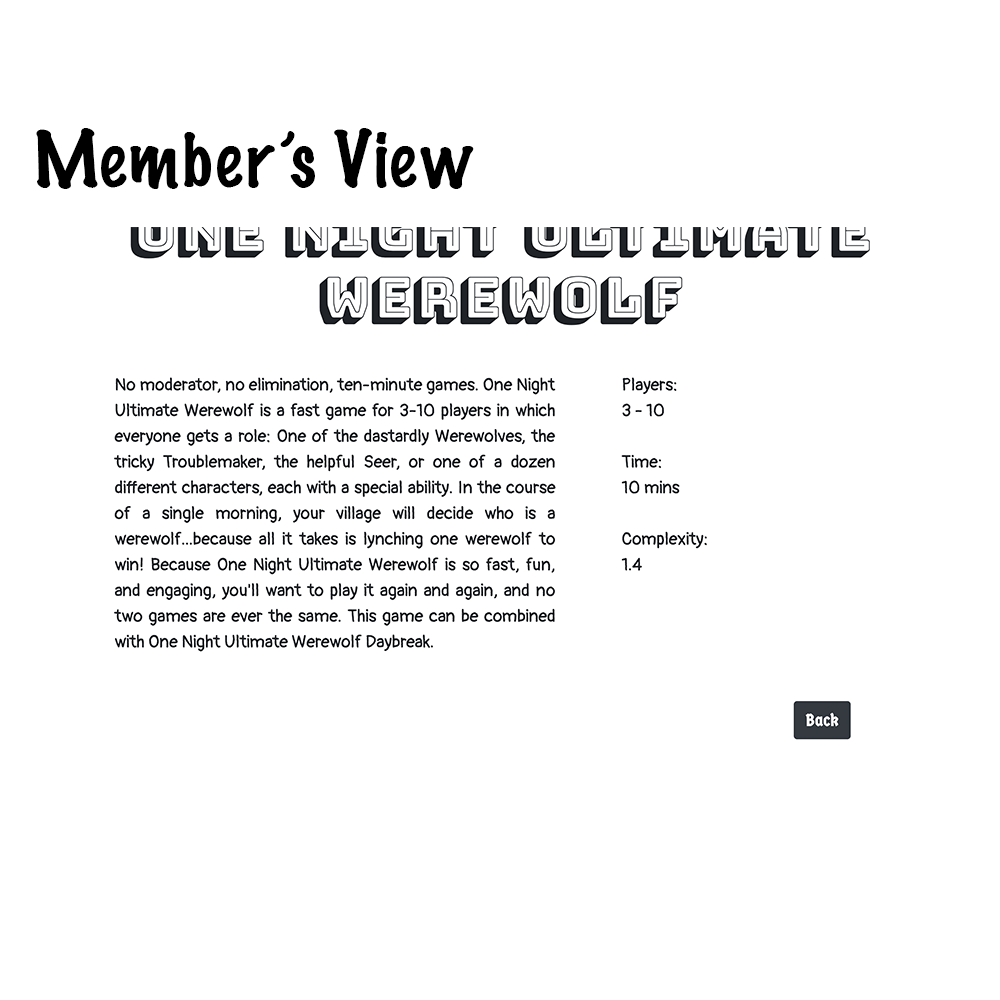 Member's View
ONE NIGHT ULTIMATE
WEREWOLF
No moderator, no elimination, ten-minute games. One Night
Ultimate Werewolf is a fast game for 3-10 players in which
everyone gets a role: One of the dastardly Werewolves, the
tricky Troublemaker, the helpful Seer, or one of a dozen
different characters, each with a special ability. In the course
of a single morning, your village will decide who is a
werewolf...because all it takes is lynching one werewolf to
win! Because One Night Ultimate Werewolf is so fast, fun,
and engaging, you'll want to play it again and again, and no
two games are ever the same. This game can be combined
with One Night Ultimate Werewolf Daybreak.
Players:
3 - 10
Time:
10 mins
Complexity:
1.4
Back